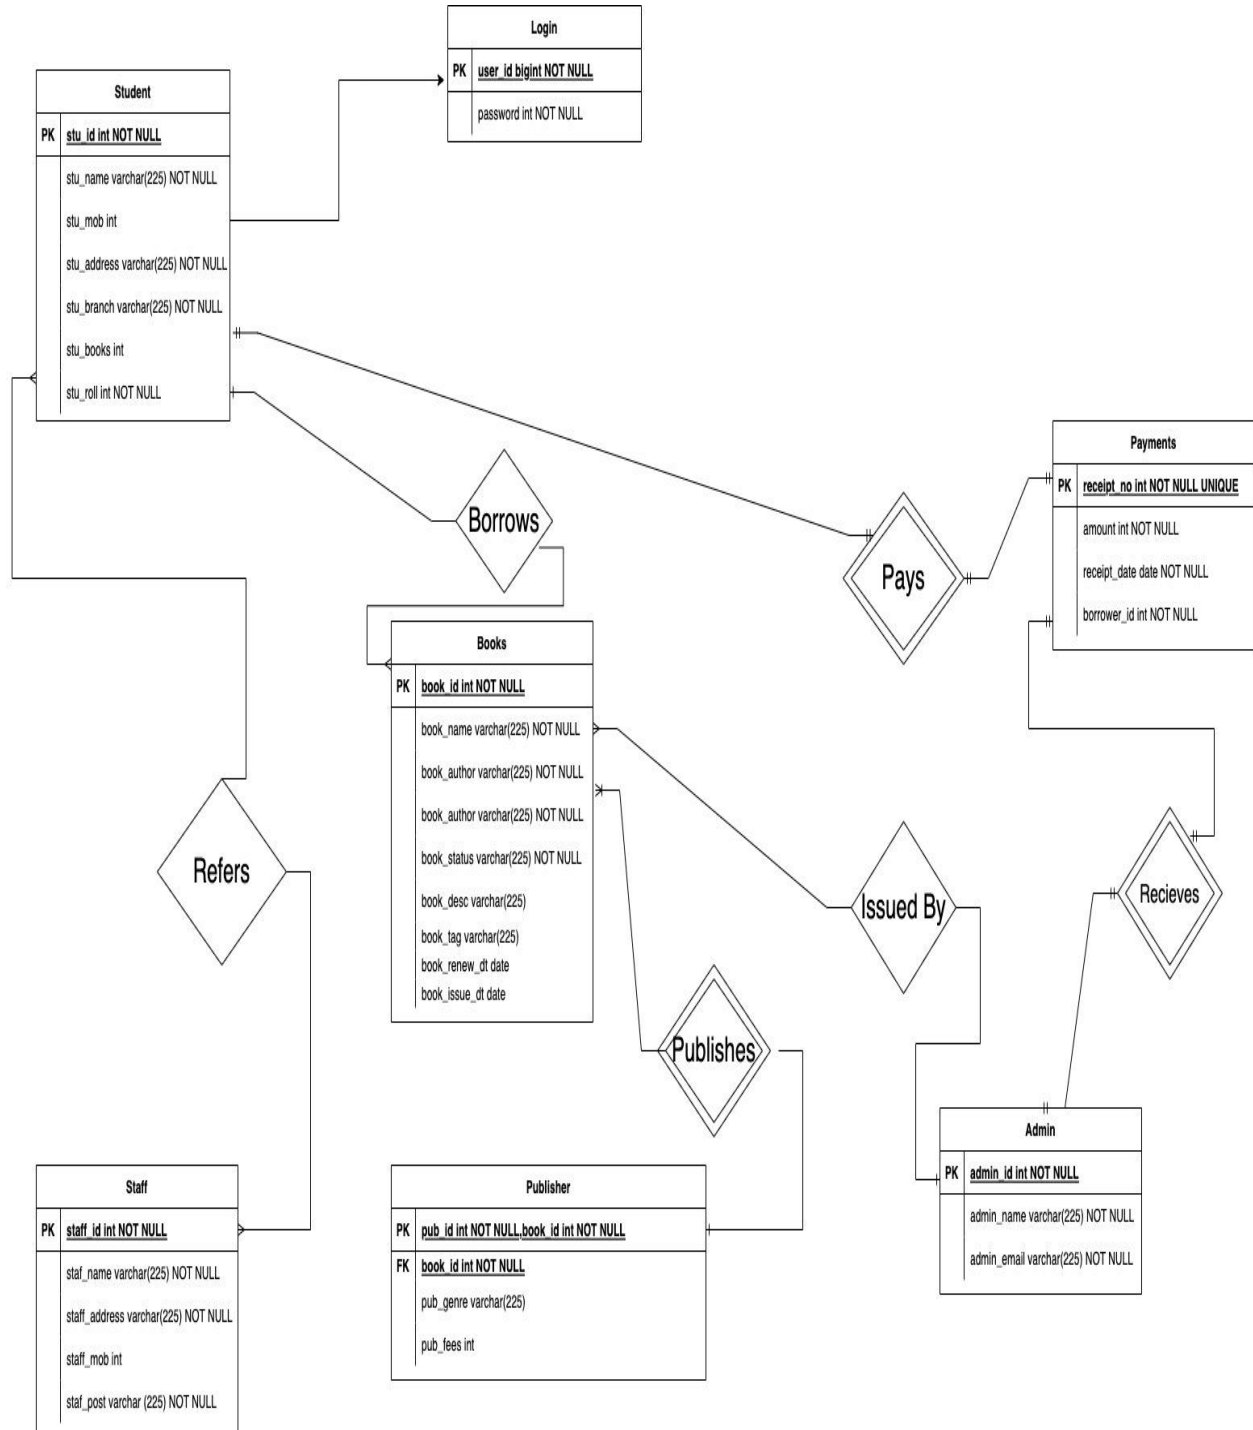 Login
PK user_id bigint NOT NULL
password int NOT NULL
Student
PK stu_id int NOT NULL
stu_name varchar(225) NOT NULL
stu_mob int
stu_address varchar(225) NOT NULL
stu_branch varchar(225) NOT NULL
stu_books int
stu_roll int NOT NULL
Borrows
Pays
Payments
PK receipt_no int NOT NULL UNIQUE
amount int NOT NULL
receipt_date date NOT NULL
borrower_id int NOT NULL
Books
PK book_id int NOT NULL
book_name varchar(225) NOT NULL
book_author varchar(225) NOT NULL
book_author varchar(225) NOT NULL
book_status varchar(225) NOT NULL
book_desc varchar(225)
book_tag varchar(225)
book_renew_dt date
book_issue_dt date
Refers
Issued By
Recieves
Publishes
Staff
PK staff_id int NOT NULL
staf_name varchar(225) NOT NULL
staff_address varchar(225) NOT NULL
staff_mob int
staf_post varchar (225) NOT NULL
Publisher
PK pub_id int NOT NULL,book_id int NOT NULL
FK book_id int NOT NULL
pub_genre varchar(225)
pub_fees int
Admin
PK admin_id int NOT NULL
admin_name varchar(225) NOT NULL
admin_email varchar(225) NOT NULL